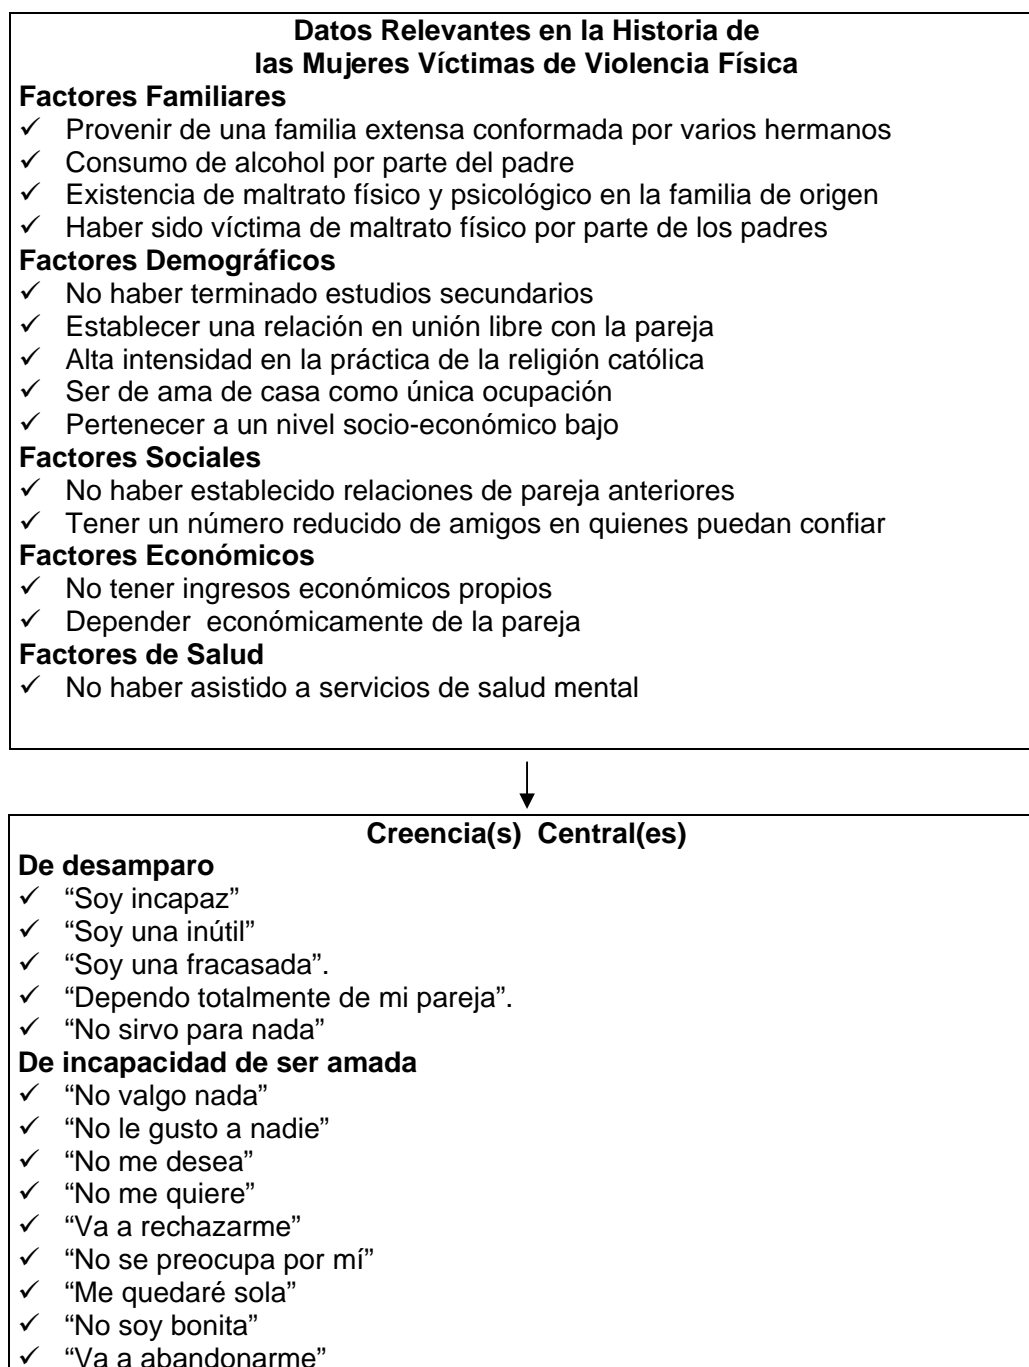 Datos Relevantes en la Historia de
las Mujeres Víctimas de Violencia Física
Factores Familiares
✓ Provenir de una familia extensa conformada por varios hermanos
✓ Consumo de alcohol por parte del padre
✓ Existencia de maltrato físico y psicológico en la familia de origen
✓ Haber sido víctima de maltrato físico por parte de los padres
Factores Demográficos
✓ No haber terminado estudios secundarios
✓ Establecer una relación en unión libre con la pareja
✓ Alta intensidad en la práctica de la religión católica
✓ Ser de ama de casa como única ocupación
✓ Pertenecer a un nivel socio-económico bajo
Factores Sociales
✓ No haber establecido relaciones de pareja anteriores
✓ Tener un número reducido de amigos en quienes puedan confiar
Factores Económicos
✓ No tener ingresos económicos propios
✓ Depender económicamente de la pareja
Factores de Salud
✓ No haber asistido a servicios de salud mental
Creencia(s) Central(es)
De desamparo
✓ “Soy incapaz”
✓ “Soy una inútil”
✓ “Soy una fracasada”.
✓ “Dependo totalmente de mi pareja”.
✓ “No sirvo para nada”
De incapacidad de ser amada
✓ “No valgo nada”
✓ “No le gusto a nadie”
✓ “No me desea”
✓ “No me quiere”
✓ “Va a rechazarme”
✓ “No se preocupa por mí”
✓ “Me quedaré sola”
✓ “No soy bonita”
✓ “Va a abandonarme”